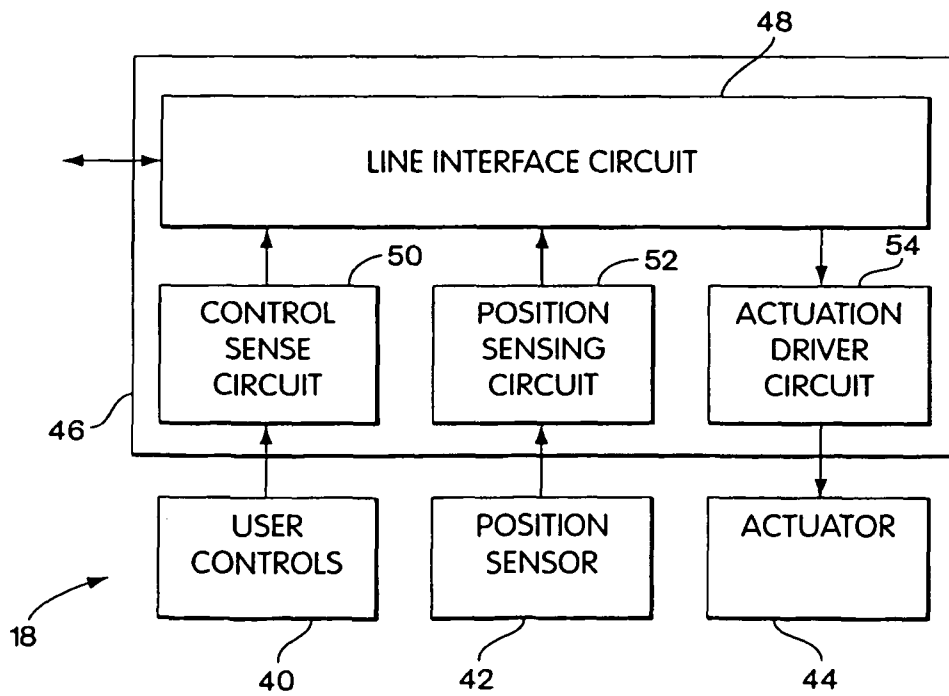 48
LINE INTERFACE CIRCUIT
50
52
54
CONTROL
SENSE
CIRCUIT
POSITION
SENSING
CIRCUIT
ACTUATION
DRIVER
CIRCUIT
46
USER
CONTROLS
POSITION
SENSOR
ACTUATOR
18
40
42
44